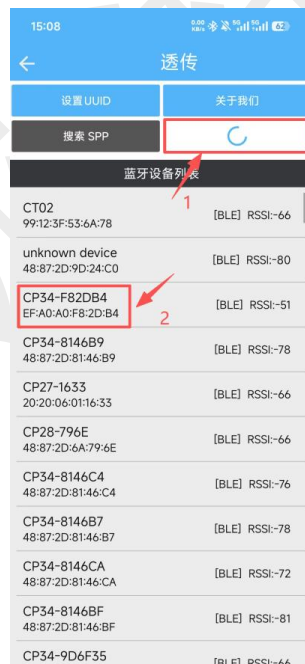 15:08
0.00 KB/s 5G 5G 62
透传
设置UUID
关于我们
搜索 SPP
1
蓝牙设备列表
CT02
[BLE] RSSI:-66
99:12:3F:53:6A:78
unknown device
[BLE] RSSI:-80
48:87:2D:9D:24:C0
CP34-F82DB4
[BLE] RSSI:-51
EF:A0:A0:F8:2D:B4
2
CP34-8146B9
[BLE] RSSI:-78
48:87:2D:81:46:B9
CP27-1633
[BLE] RSSI:-66
20:20:06:01:16:33
CP28-796E
[BLE] RSSI:-66
48:87:2D:6A:79:6E
CP34-8146C4
[BLE] RSSI:-76
48:87:2D:81:46:C4
CP34-8146B7
[BLE] RSSI:-78
48:87:2D:81:46:B7
CP34-8146CA
[BLE] RSSI:-72
48:87:2D:81:46:CA
CP34-8146BF
[BLE] RSSI:-81
48:87:2D:81:46:BF
CP34-9D6F35
[BLE] RSSI:-66